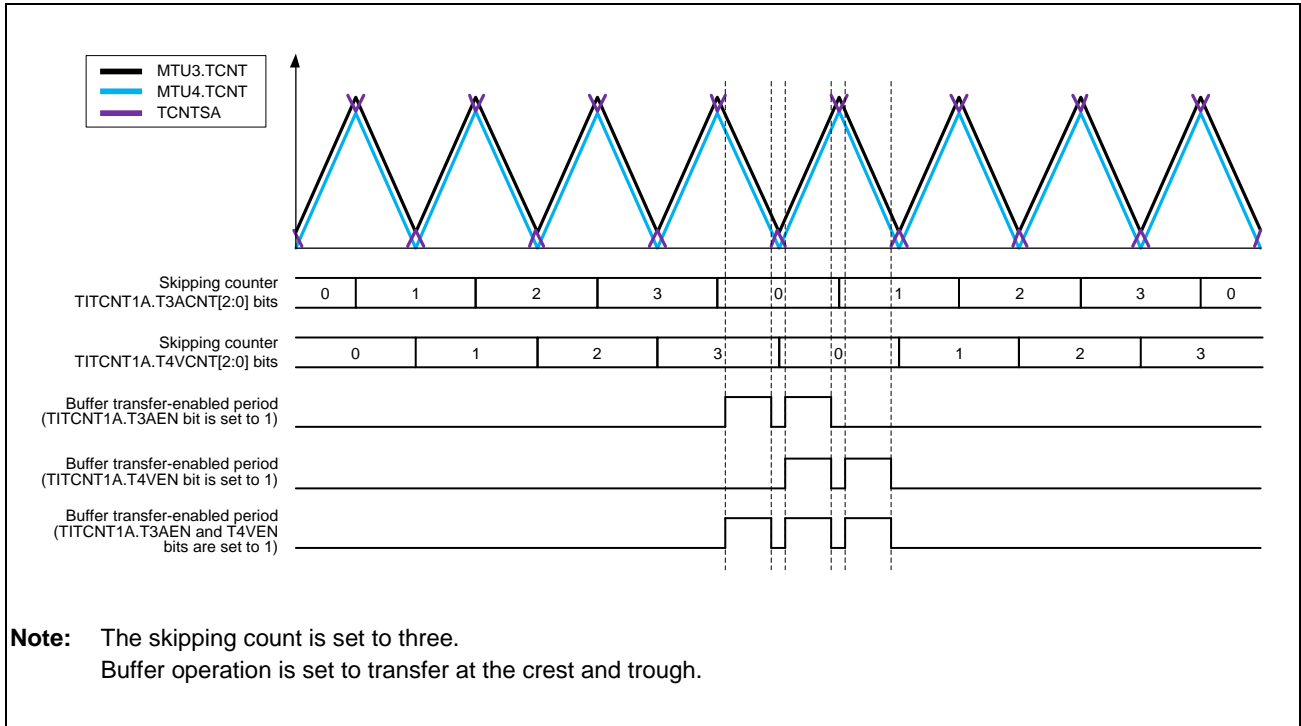 MTU3.TCNT
MTU4.TCNT
TCNTSA
Skipping counter
TITCNT1A.T3ACNT[2:0] bits
0 1 2 3 0 1 2 3 0
Skipping counter
TITCNT1A.T4VCNT[2:0] bits
0 1 2 3 0 1 2 3
Buffer transfer-enabled period
(TITCNT1A.T3AEN bit is set to 1)
Buffer transfer-enabled period
(TITCNT1A.T4VEN bit is set to 1)
Buffer transfer-enabled period
(TITCNT1A.T3AEN and T4VEN
bits are set to 1)
Note: The skipping count is set to three.
Buffer operation is set to transfer at the crest and trough.